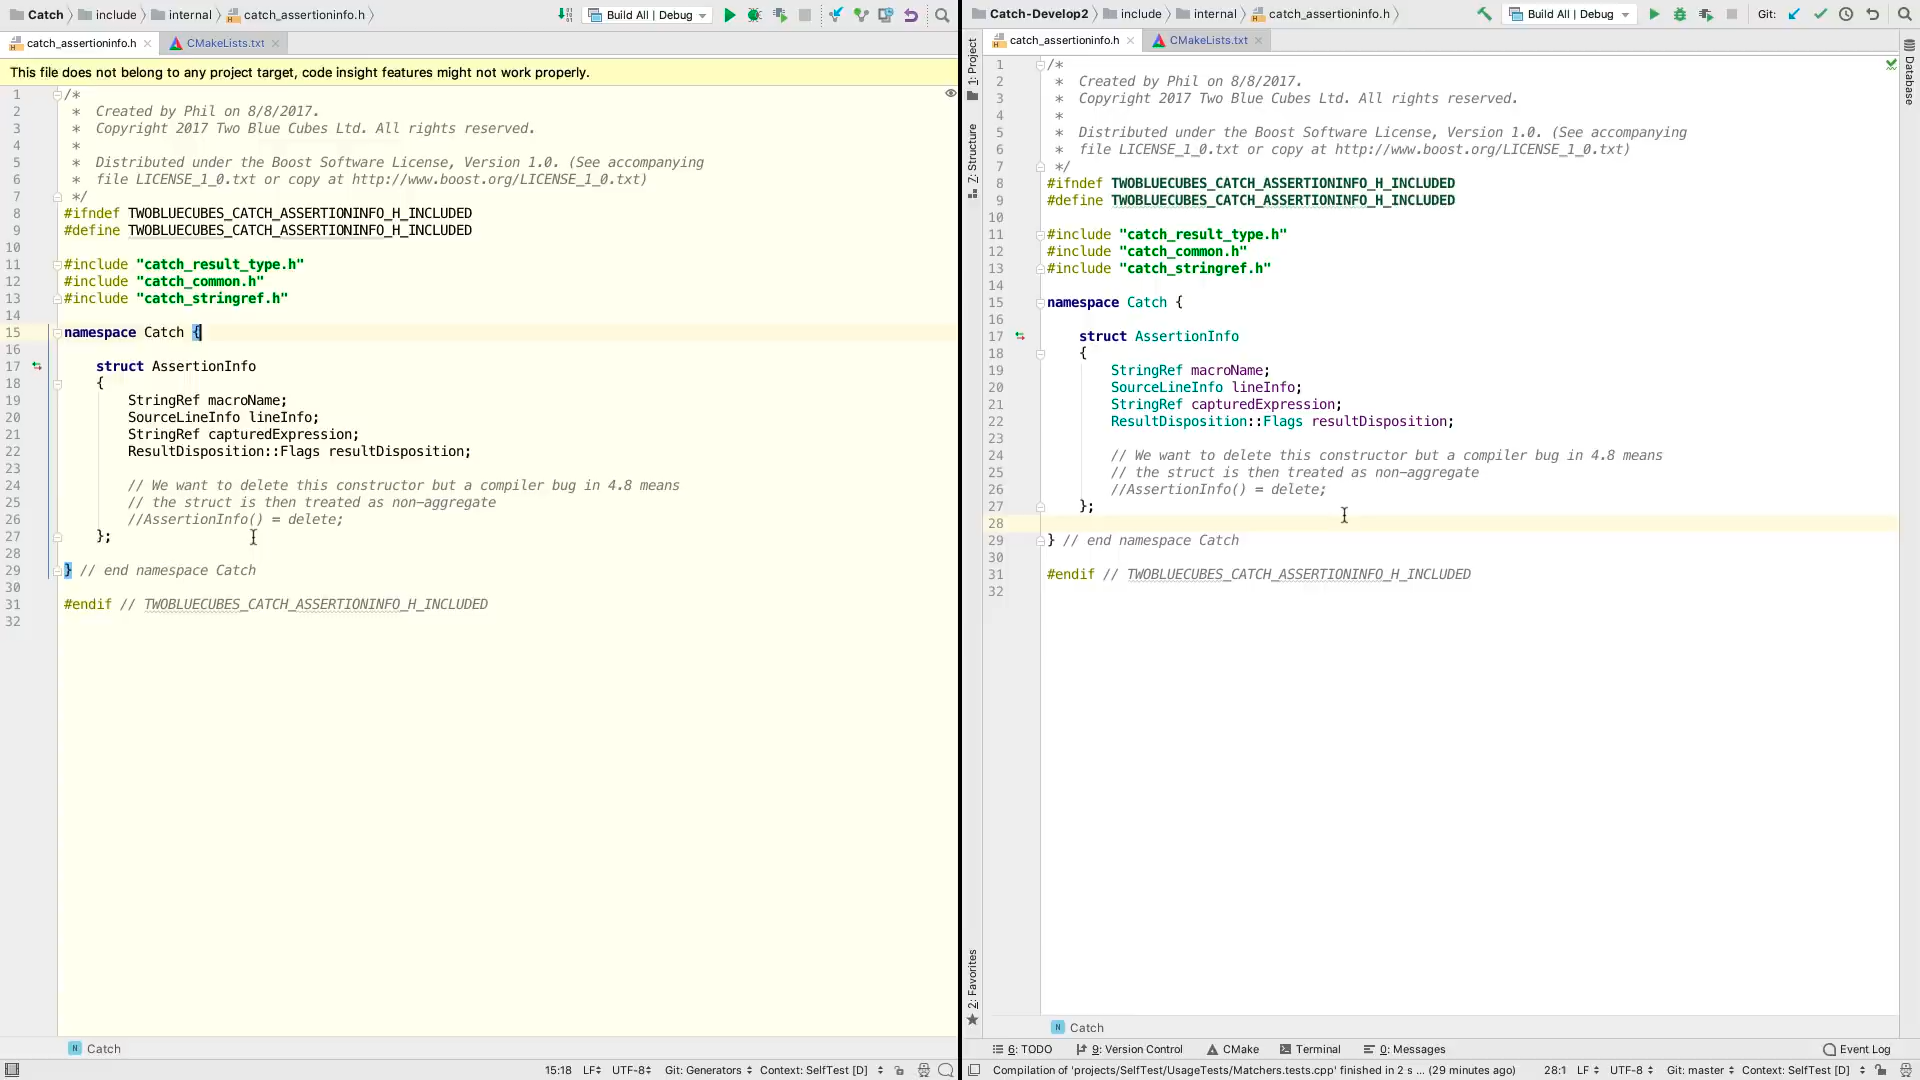 Catch include internal catch_assertioninfo.h Build All | Debug
catch_assertioninfo.h CMakeLists.txt
This file does not belong to any project target, code insight features might not work properly.
1 /*
2 * Created by Phil on 8/8/2017.
3 * Copyright 2017 Two Blue Cubes Ltd. All rights reserved.
4 *
5 * Distributed under the Boost Software License, Version 1.0. (See accompanying
6 * file LICENSE_1_0.txt or copy at http://www.boost.org/LICENSE_1_0.txt)
7 */
8 #ifndef TWOBLUECUBES_CATCH_ASSERTIONINFO_H_INCLUDED
9 #define TWOBLUECUBES_CATCH_ASSERTIONINFO_H_INCLUDED
10
11 #include "catch_result_type.h"
12 #include "catch_common.h"
13 #include "catch_stringref.h"
14
15 namespace Catch {
16
17 struct AssertionInfo
18 {
19 StringRef macroName;
20 SourceLineInfo lineInfo;
21 StringRef capturedExpression;
22 ResultDisposition::Flags resultDisposition;
23
24 // We want to delete this constructor but a compiler bug in 4.8 means
25 // the struct is then treated as non-aggregate
26 //AssertionInfo() = delete;
27 };
28
29 } // end namespace Catch
30
31 #endif // TWOBLUECUBES_CATCH_ASSERTIONINFO_H_INCLUDED
32
N Catch
15:18 LF UTF-8 Git: Generators Context: SelfTest [D]
Catch-Develop2 include internal catch_assertioninfo.h Build All | Debug Git:
catch_assertioninfo.h CMakeLists.txt
1: Project
7: Structure
2: Favorites
Database
1 /*
2 * Created by Phil on 8/8/2017.
3 * Copyright 2017 Two Blue Cubes Ltd. All rights reserved.
4 *
5 * Distributed under the Boost Software License, Version 1.0. (See accompanying
6 * file LICENSE_1_0.txt or copy at http://www.boost.org/LICENSE_1_0.txt)
7 */
8 #ifndef TWOBLUECUBES_CATCH_ASSERTIONINFO_H_INCLUDED
9 #define TWOBLUECUBES_CATCH_ASSERTIONINFO_H_INCLUDED
10
11 #include "catch_result_type.h"
12 #include "catch_common.h"
13 #include "catch_stringref.h"
14
15 namespace Catch {
16
17 struct AssertionInfo
18 {
19 StringRef macroName;
20 SourceLineInfo lineInfo;
21 StringRef capturedExpression;
22 ResultDisposition::Flags resultDisposition;
23
24 // We want to delete this constructor but a compiler bug in 4.8 means
25 // the struct is then treated as non-aggregate
26 //AssertionInfo() = delete;
27 };
28
29 } // end namespace Catch
30
31 #endif // TWOBLUECUBES_CATCH_ASSERTIONINFO_H_INCLUDED
32
N Catch
6: TODO 9: Version Control CMake Terminal 0: Messages Event Log
Compilation of 'projects/SelfTest/UsageTests/Matchers.tests.cpp' finished in 2 s ... (29 minutes ago) 28:1 LF UTF-8 Git: master Context: SelfTest [D]